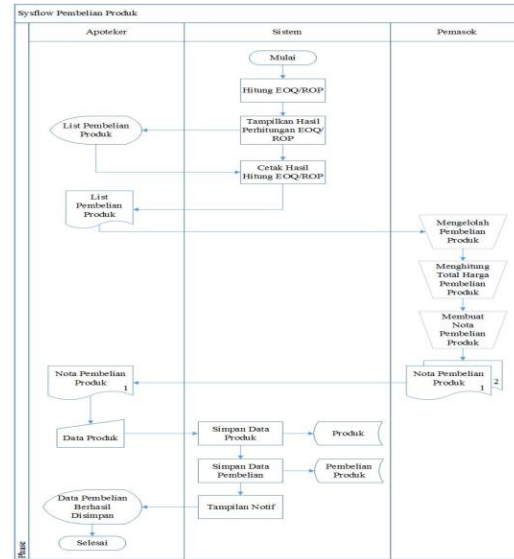 Sysflow Pembelian Produk
Apoteker
Sistem
Pemasok
Mulai
Hitung EOQ/ROP
List Pembelian
Produk
Tampilkan Hasil
Perhitungan EOQ/
ROP
Cetak Hasil
Hitung EOQ/ROP
List
Pembelian
Produk
Mengelolah
Pembelian
Produk
Menghitung
Total Harga
Pembelian
Produk
Membuat
Nota
Pembelian
Produk
Nota Pembelian
Produk
1
Nota Pembelian
Produk
1
2
Data Produk
Simpan Data
Produk
Produk
Simpan Data
Pembelian
Pembelian
Produk
Data Pembelian
Berhasil
Disimpan
Tampilan Notif
Selesai
Phase